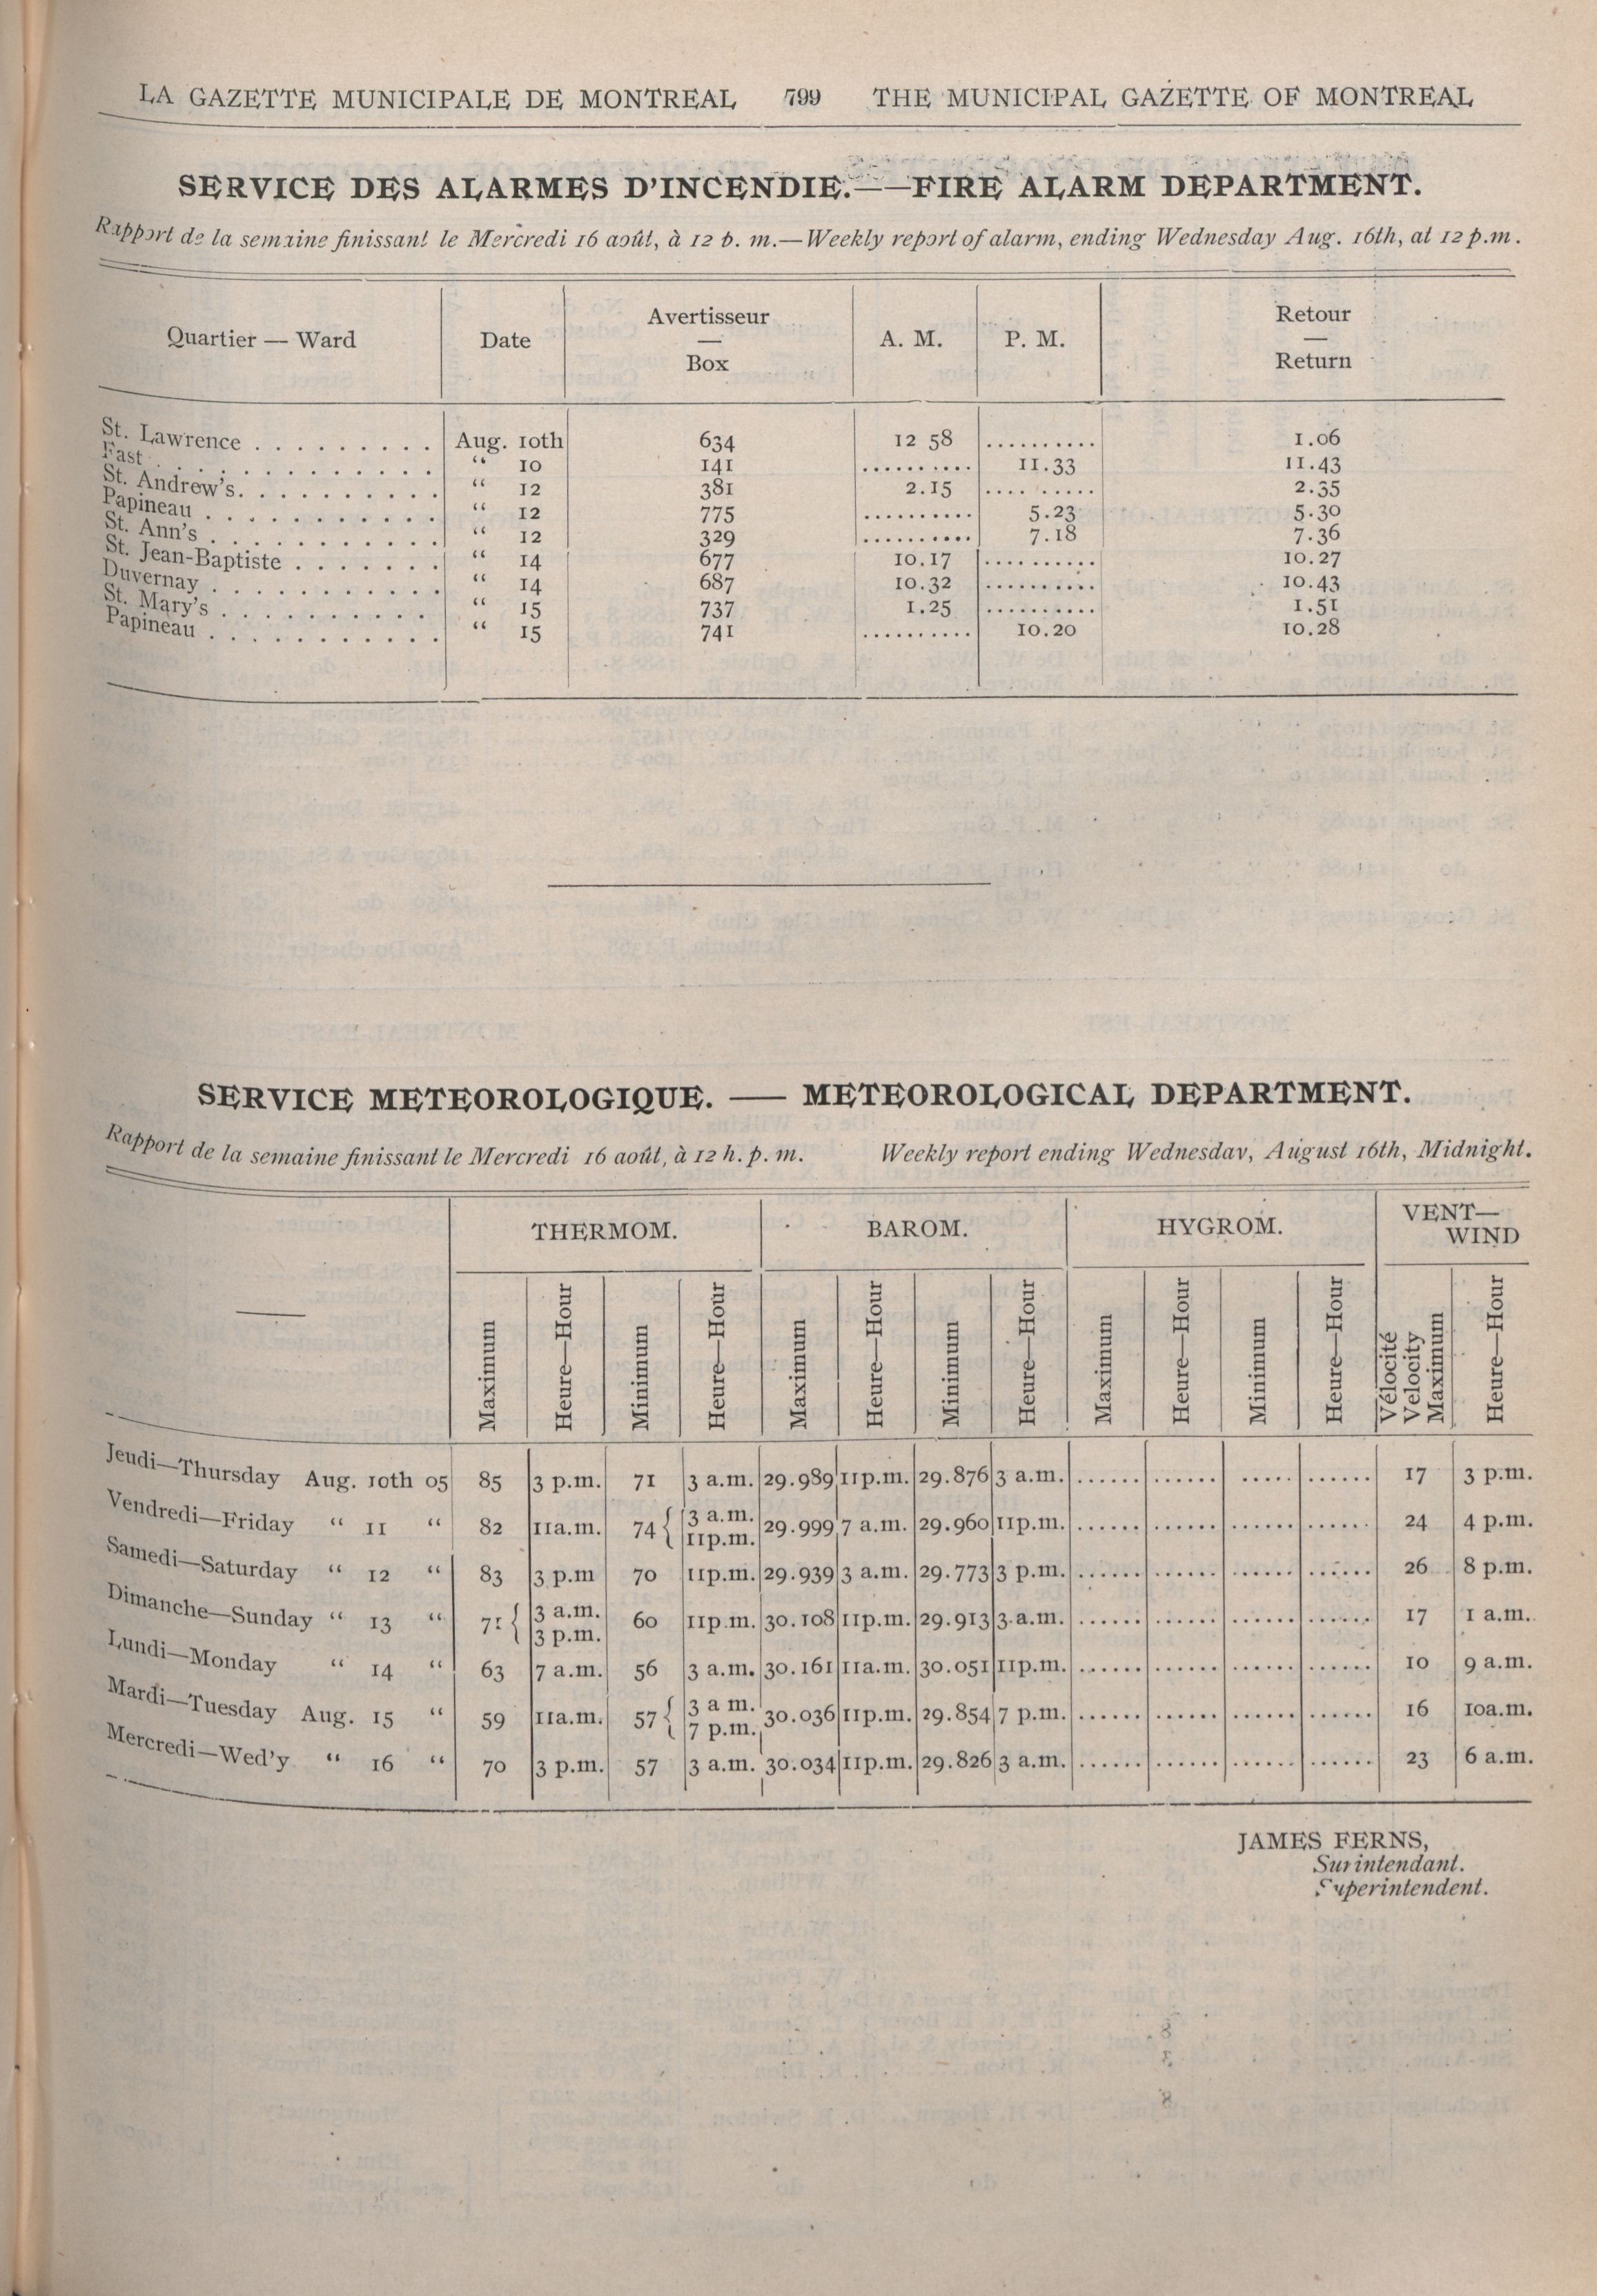 LA GAZETTE MUNICIPALE DE MONTREAL 799 THE MUNICIPAL GAZETTE OF MONTREAL
SERVICE DES ALARMES D'INCENDIE.——FIRE ALARM DEPARTMENT.
Rapport de la semaine finissant le Mercredi 16 août, à 12 p. m.—Weekly report of alarm, ending Wednesday Aug. 16th, at 12 p.m.
Quartier — Ward Date Avertisseur — Box A. M. P. M. Retour — Return
St. Lawrence . . . . . . . . . Aug. 10th 634 12 58 .......... 1.06
East . . . . . . . . . . . . . “ 10 141 .......... 11.33 11.43
St. Andrew's. . . . . . . . . . “ 12 381 2.15 .......... 2.35
Papineau . . . . . . . . . . . “ 12 775 .......... 5.23 5.30
St. Ann's . . . . . . . . . . . “ 12 329 .......... 7.18 7.36
St. Jean-Baptiste . . . . . . . “ 14 677 10.17 .......... 10.27
Duvernay . . . . . . . . . . . “ 14 687 10.32 .......... 10.43
St. Mary's . . . . . . . . . . “ 15 737 1.25 .......... 1.51
Papineau . . . . . . . . . . . “ 15 741 .......... 10.20 10.28
SERVICE METEOROLOGIQUE. —— METEOROLOGICAL DEPARTMENT.
Rapport de la semaine finissant le Mercredi 16 août, à 12 h. p. m. Weekly report ending Wednesday, August 16th, Midnight.
THERMOM. BAROM. HYGROM. VENT—WIND
Maximum Heure—Hour Minimum Heure—Hour Maximum Heure—Hour Minimum Heure—Hour Maximum Heure—Hour Minimum Heure—Hour Vélocité Velocity Maximum Heure—Hour
Jeudi—Thursday Aug. 10th 05 85 3 p.m. 71 3 a.m. 29.989 11p.m. 29.876 3 a.m. ...... ...... ..... ...... 17 3 p.m.
Vendredi—Friday “ 11 “ 82 11a.m. 74 { 3 a.m. 11p.m. 29.999 7 a.m. 29.960 11p.m. ...... ...... ...... ...... 24 4 p.m.
Samedi—Saturday “ 12 “ 83 3 p.m 70 11p.m. 29.939 3 a.m. 29.773 3 p.m. ...... ...... ...... ...... 26 8 p.m.
Dimanche—Sunday “ 13 “ 71 { 3 a.m. 3 p.m. 60 11p.m. 30.108 11p.m. 29.913 3 a.m. ...... ...... ...... ...... 17 1 a.m.
Lundi—Monday “ 14 “ 63 7 a.m. 56 3 a.m. 30.161 11a.m. 30.051 11p.m. ...... ...... ...... ...... 10 9 a.m.
Mardi—Tuesday Aug. 15 “ 59 11a.m. 57 { 3 a m. 7 p.m. 30.036 11p.m. 29.854 7 p.m. ...... ...... ...... ...... 16 10a.m.
Mercredi—Wed'y “ 16 “ 70 3 p.m. 57 3 a.m. 30.034 11p.m. 29.826 3 a.m. ...... ...... ...... ...... 23 6 a.m.
JAMES FERNS,
Surintendant.
Superintendent.